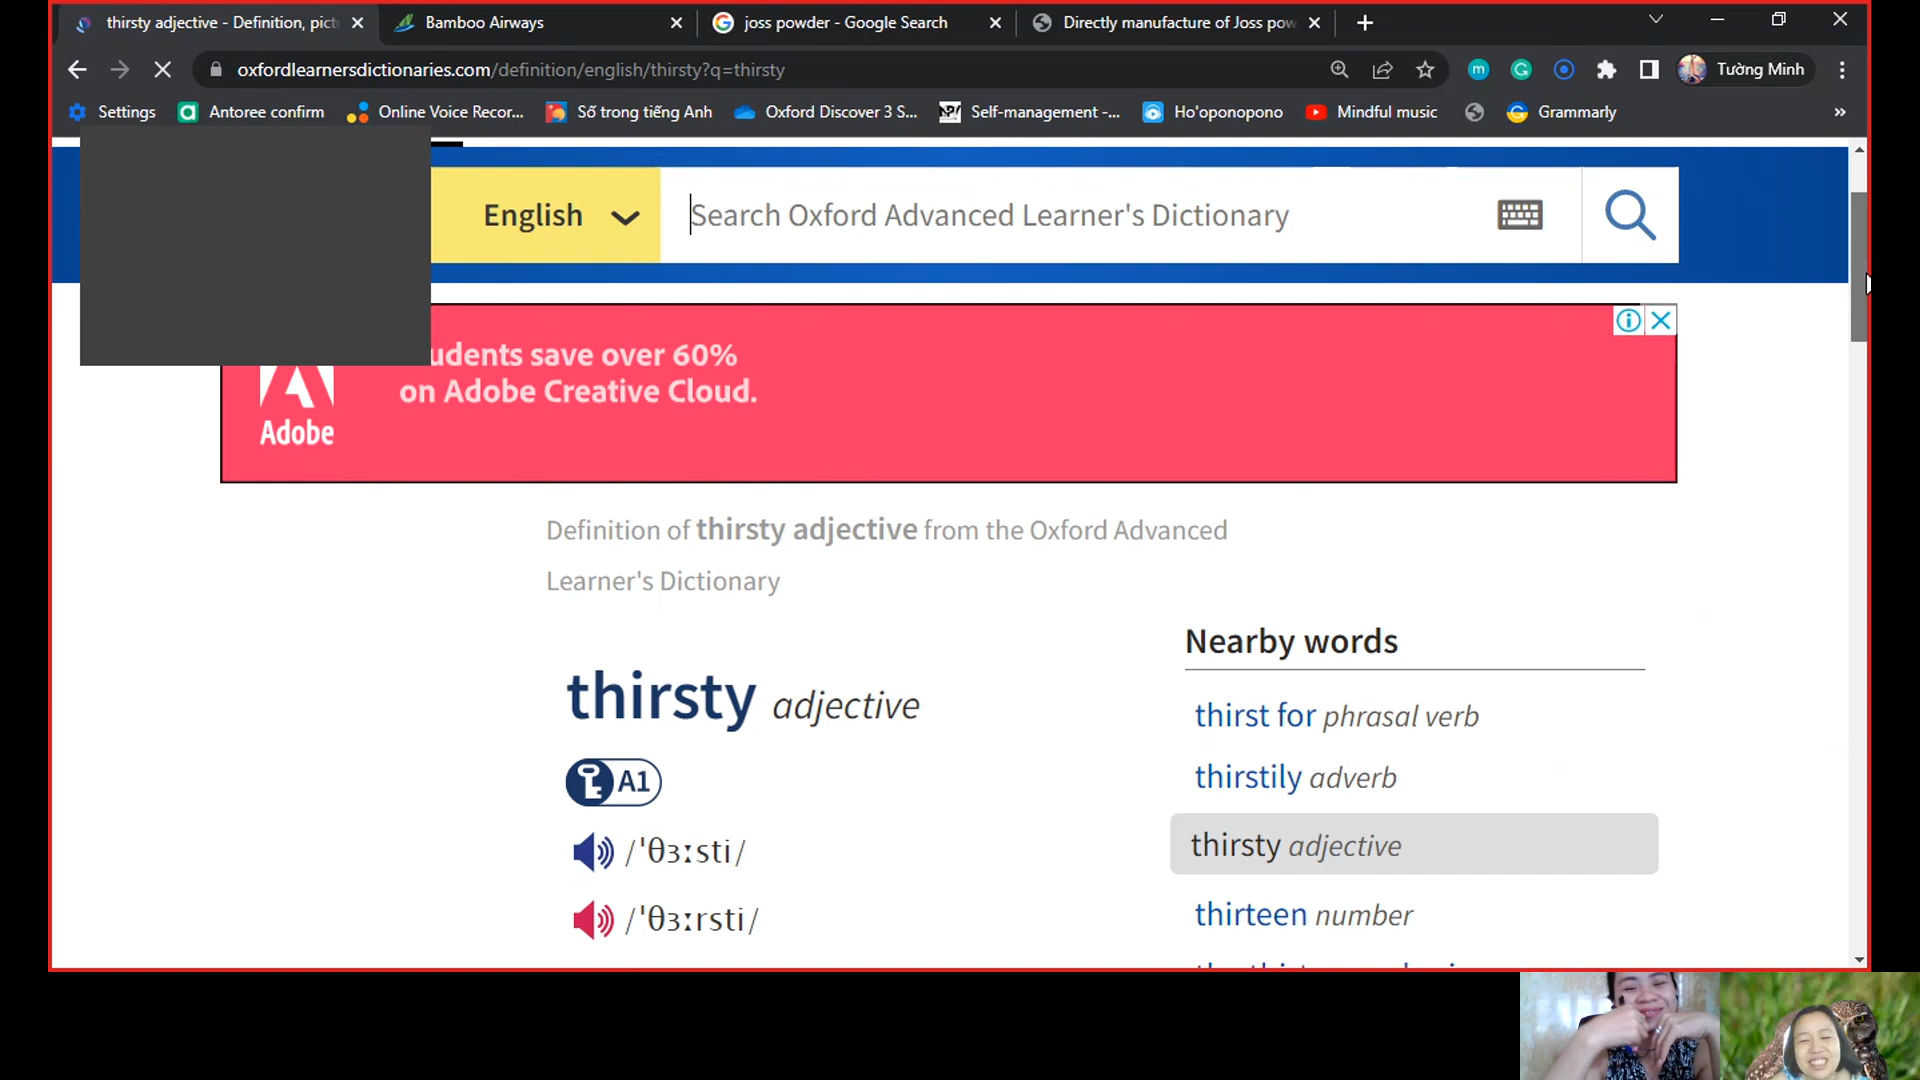 thirsty adjective - Definition, pict
Bamboo Airways
joss powder - Google Search
Directly manufacture of Joss pow
oxfordlearnersdictionaries.com/definition/english/thirsty?q=thirsty
Tường Minh
Settings
Antoree confirm
Online Voice Recor...
Số trong tiếng Anh
Oxford Discover 3 S...
Self-management -...
Ho'oponopono
Mindful music
Grammarly
English
Search Oxford Advanced Learner's Dictionary
udents save over 60%
on Adobe Creative Cloud.
Adobe
Definition of thirsty adjective from the Oxford Advanced
Learner's Dictionary
thirsty adjective
A1
/ˈθɜːsti/
/ˈθɜːrsti/
Nearby words
thirst for phrasal verb
thirstily adverb
thirsty adjective
thirteen number